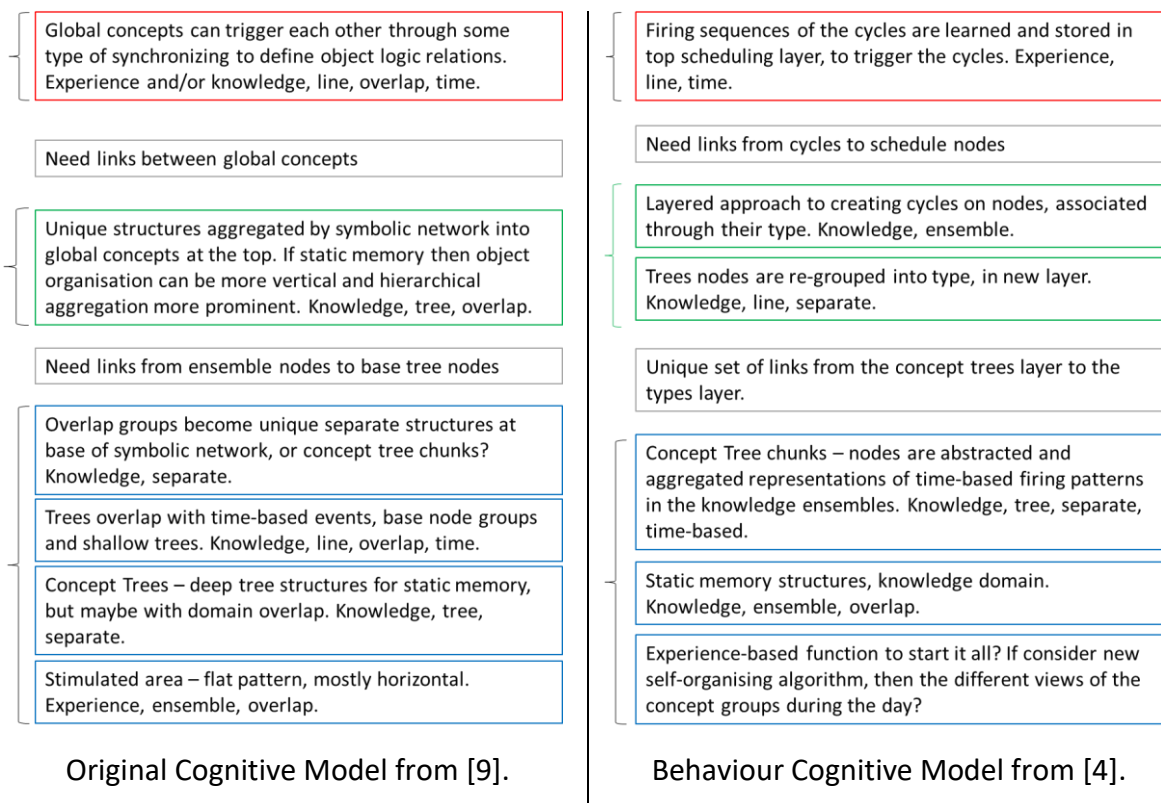 Global concepts can trigger each other through some
type of synchronizing to define object logic relations.
Experience and/or knowledge, line, overlap, time.
Need links between global concepts
Unique structures aggregated by symbolic network into
global concepts at the top. If static memory then object
organisation can be more vertical and hierarchical
aggregation more prominent. Knowledge, tree, overlap.
Need links from ensemble nodes to base tree nodes
Overlap groups become unique separate structures at
base of symbolic network, or concept tree chunks?
Knowledge, separate.
Trees overlap with time-based events, base node groups
and shallow trees. Knowledge, line, overlap, time.
Concept Trees – deep tree structures for static memory,
but maybe with domain overlap. Knowledge, tree,
separate.
Stimulated area – flat pattern, mostly horizontal.
Experience, ensemble, overlap.
Original Cognitive Model from [9].
Firing sequences of the cycles are learned and stored in
top scheduling layer, to trigger the cycles. Experience,
line, time.
Need links from cycles to schedule nodes
Layered approach to creating cycles on nodes, associated
through their type. Knowledge, ensemble.
Trees nodes are re-grouped into type, in new layer.
Knowledge, line, separate.
Unique set of links from the concept trees layer to the
types layer.
Concept Tree chunks – nodes are abstracted and
aggregated representations of time-based firing patterns
in the knowledge ensembles. Knowledge, tree, separate,
time-based.
Static memory structures, knowledge domain.
Knowledge, ensemble, overlap.
Experience-based function to start it all? If consider new
self-organising algorithm, then the different views of the
concept groups during the day?
Behaviour Cognitive Model from [4].